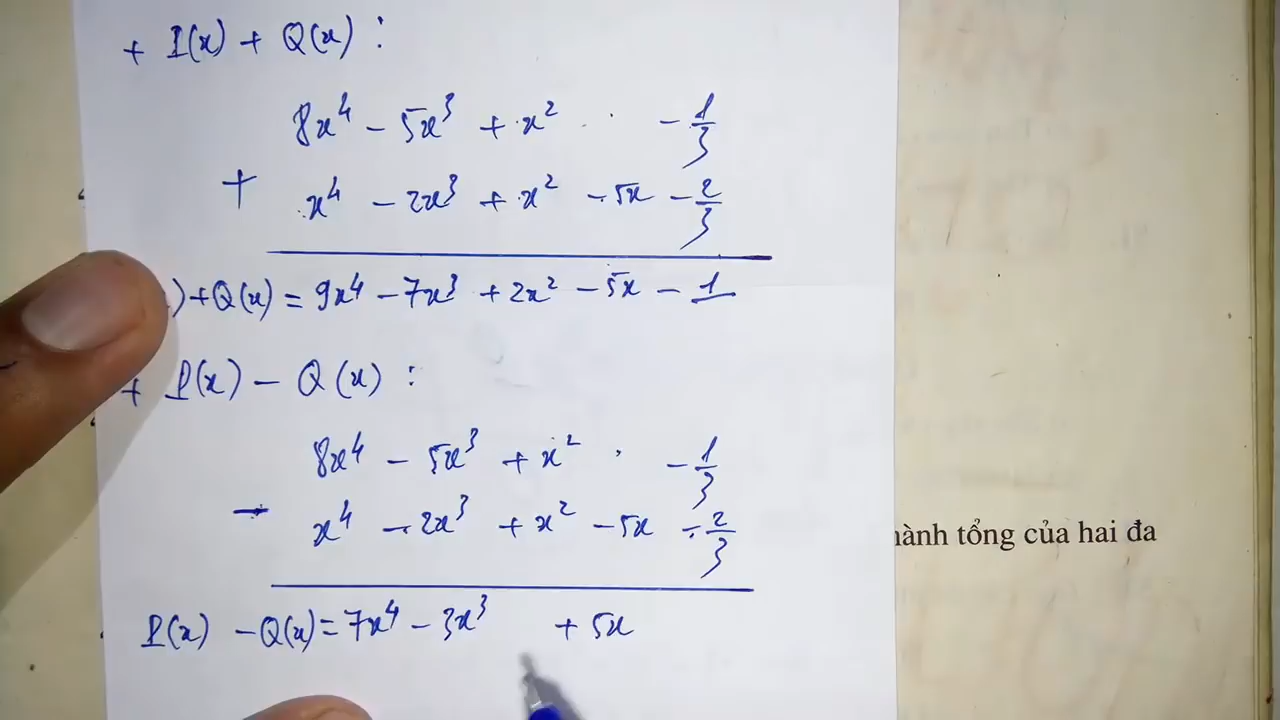 + P(x) + Q(x) :
8x⁴ - 5x³ + x² - 1/3
+
x⁴ - 2x³ + x² - 5x - 2/3
)+Q(x) = 9x⁴ - 7x³ + 2x² - 5x - 1
+ P(x) - Q(x) :
8x⁴ - 5x³ + x² - 1/3
-
x⁴ - 2x³ + x² - 5x - 2/3
ành tổng của hai đa
P(x) - Q(x) = 7x⁴ - 3x³ + 5x